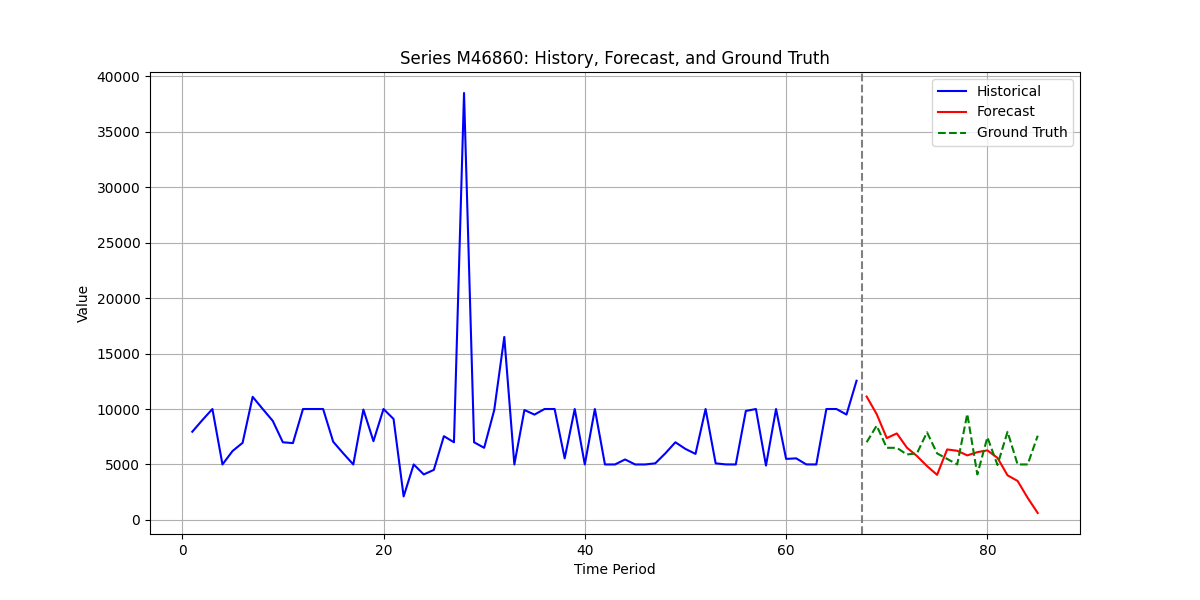 Series M46860: History, Forecast, and Ground Truth
40000
35000
30000
25000
20000
15000
10000
5000
0
Value
Historical
Forecast
Ground Truth
0 20 40 60 80
Time Period